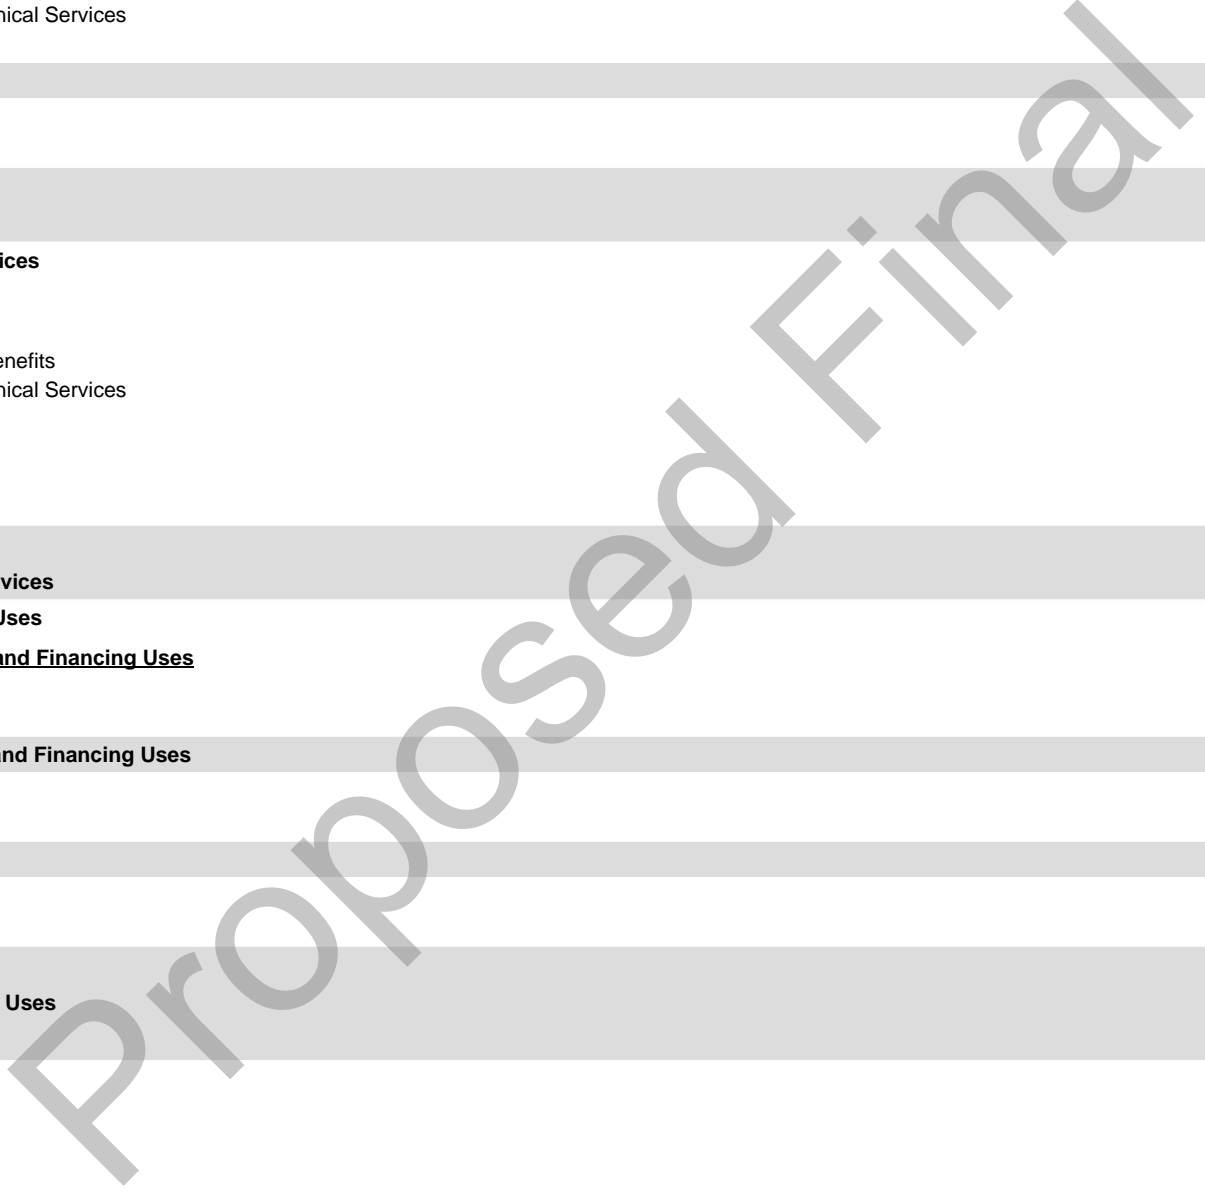 nical Services
ices
enefits
nical Services
vices
Uses
and Financing Uses
and Financing Uses
Uses
Proposed Final